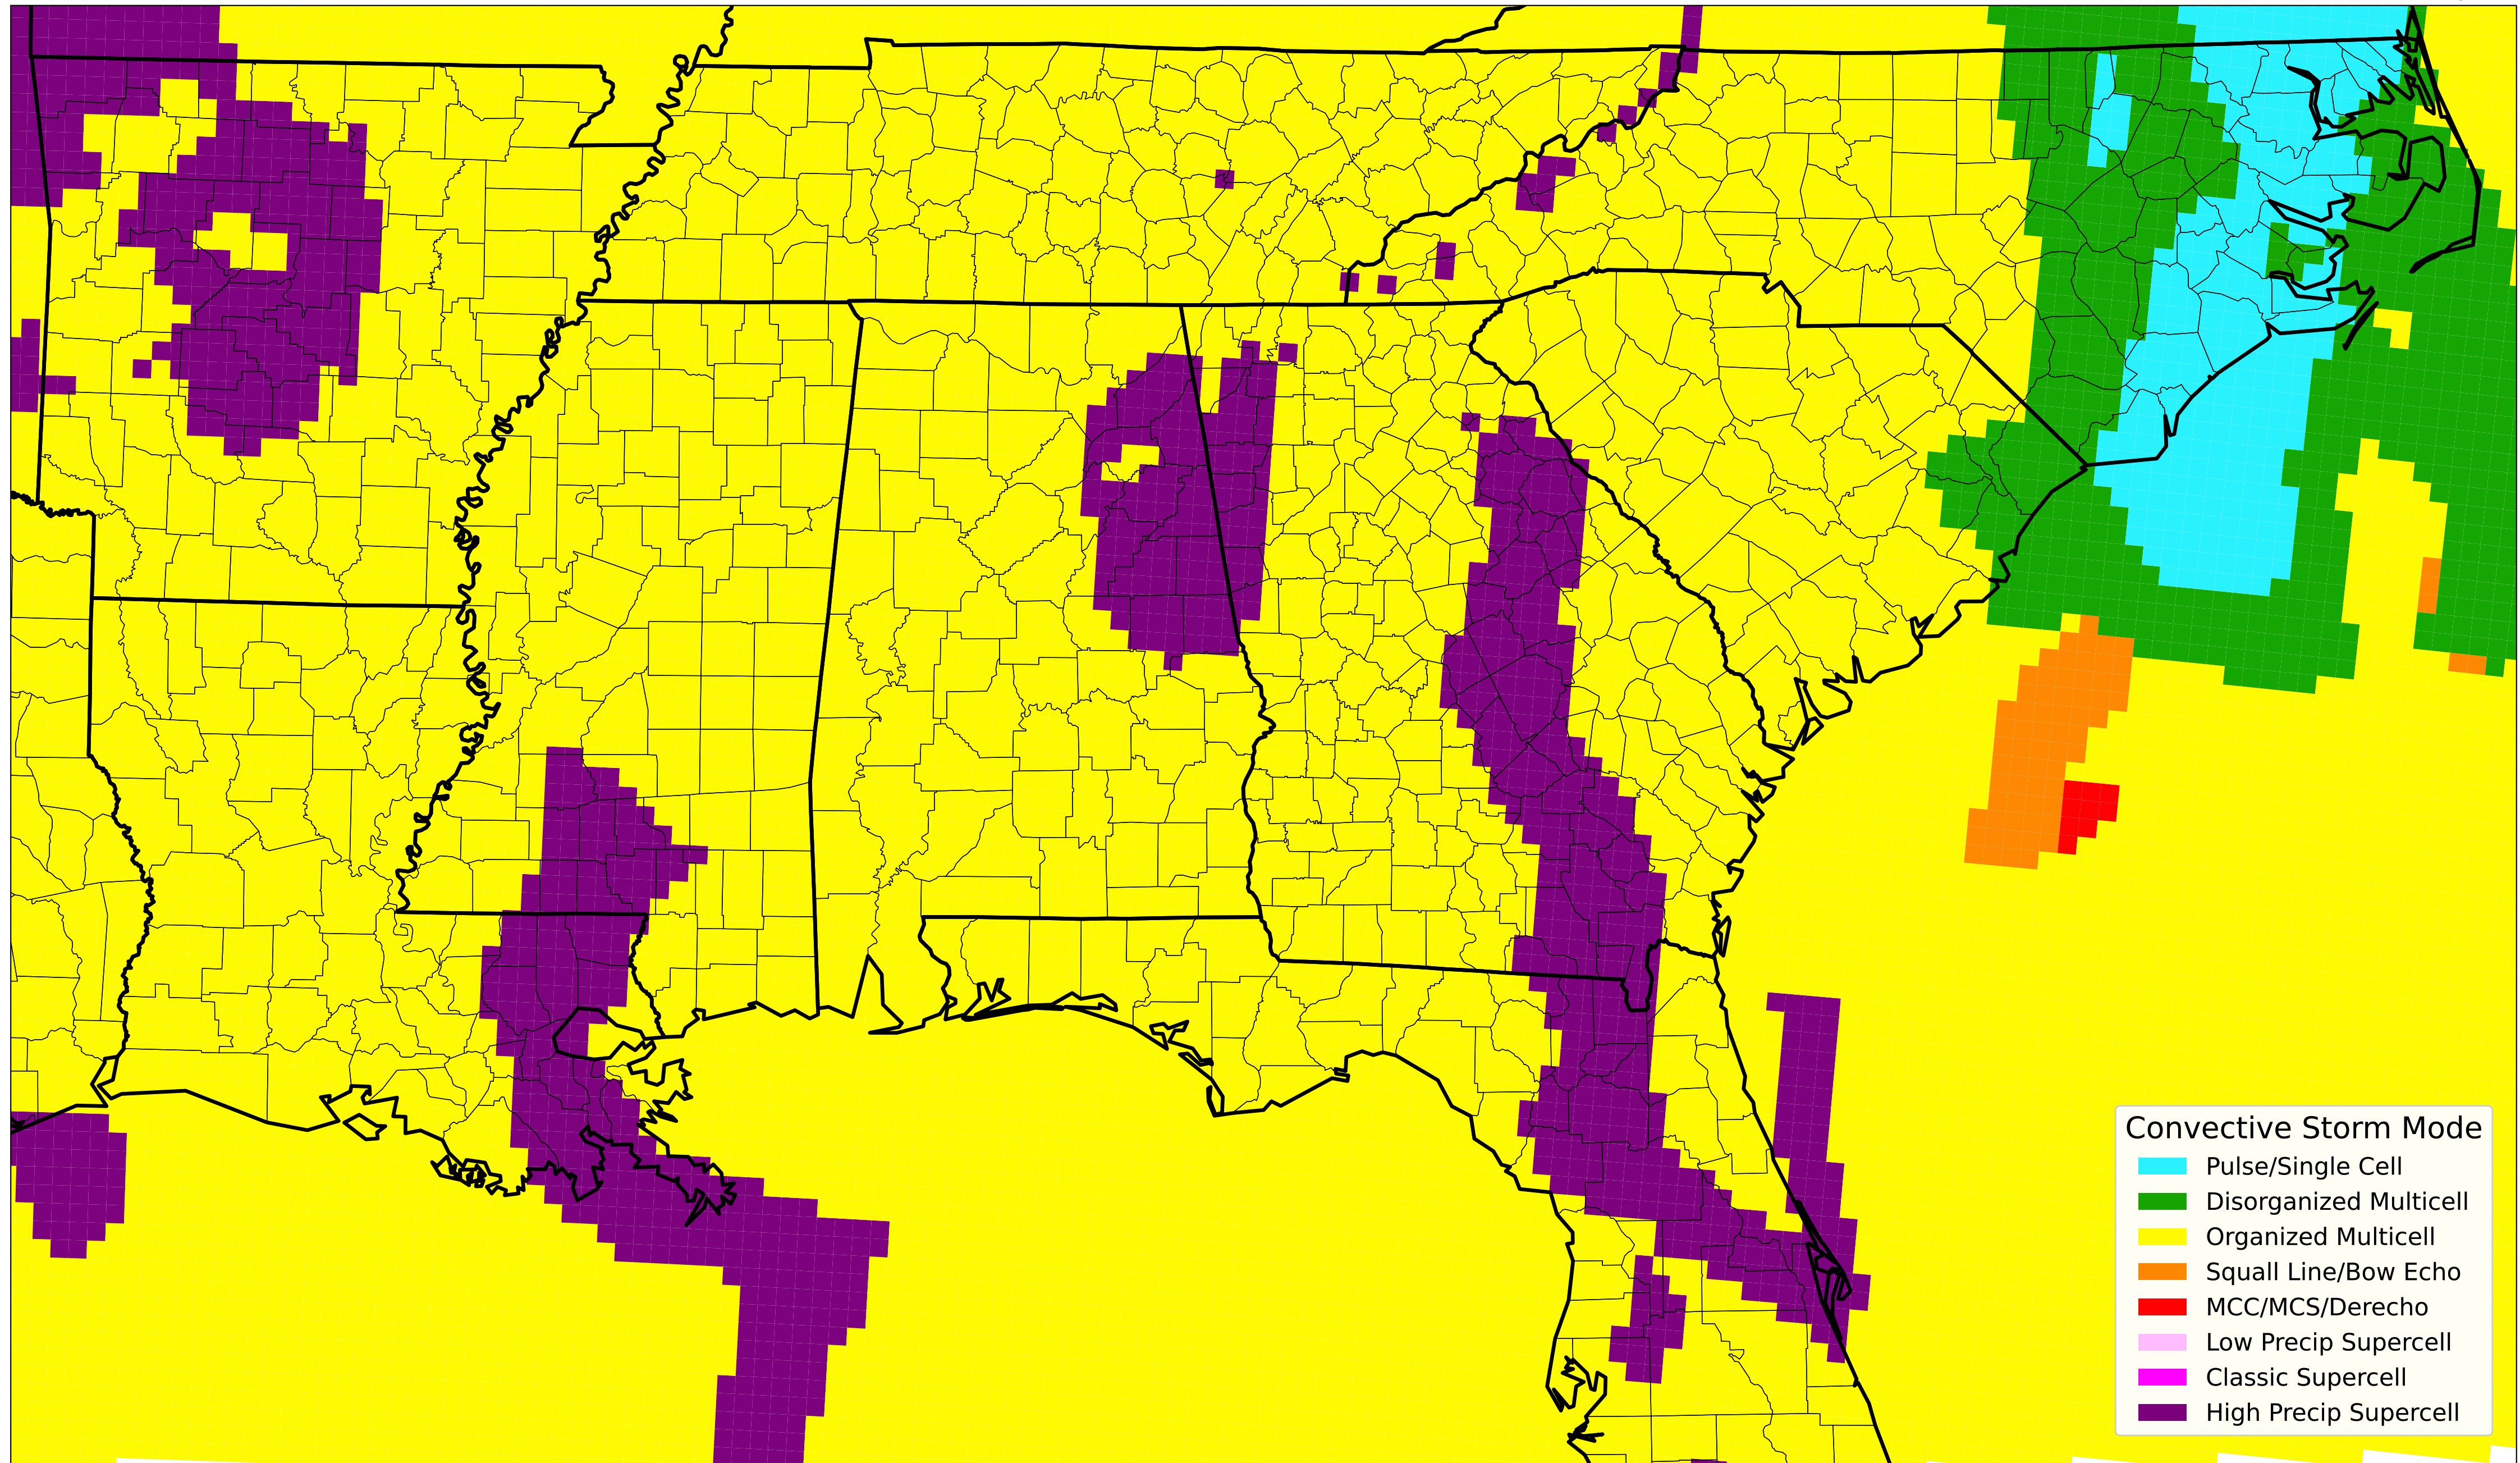 Convective Storm Mode
Pulse/Single Cell
Disorganized Multicell
Organized Multicell
Squall Line/Bow Echo
MCC/MCS/Derecho
Low Precip Supercell
Classic Supercell
High Precip Supercell